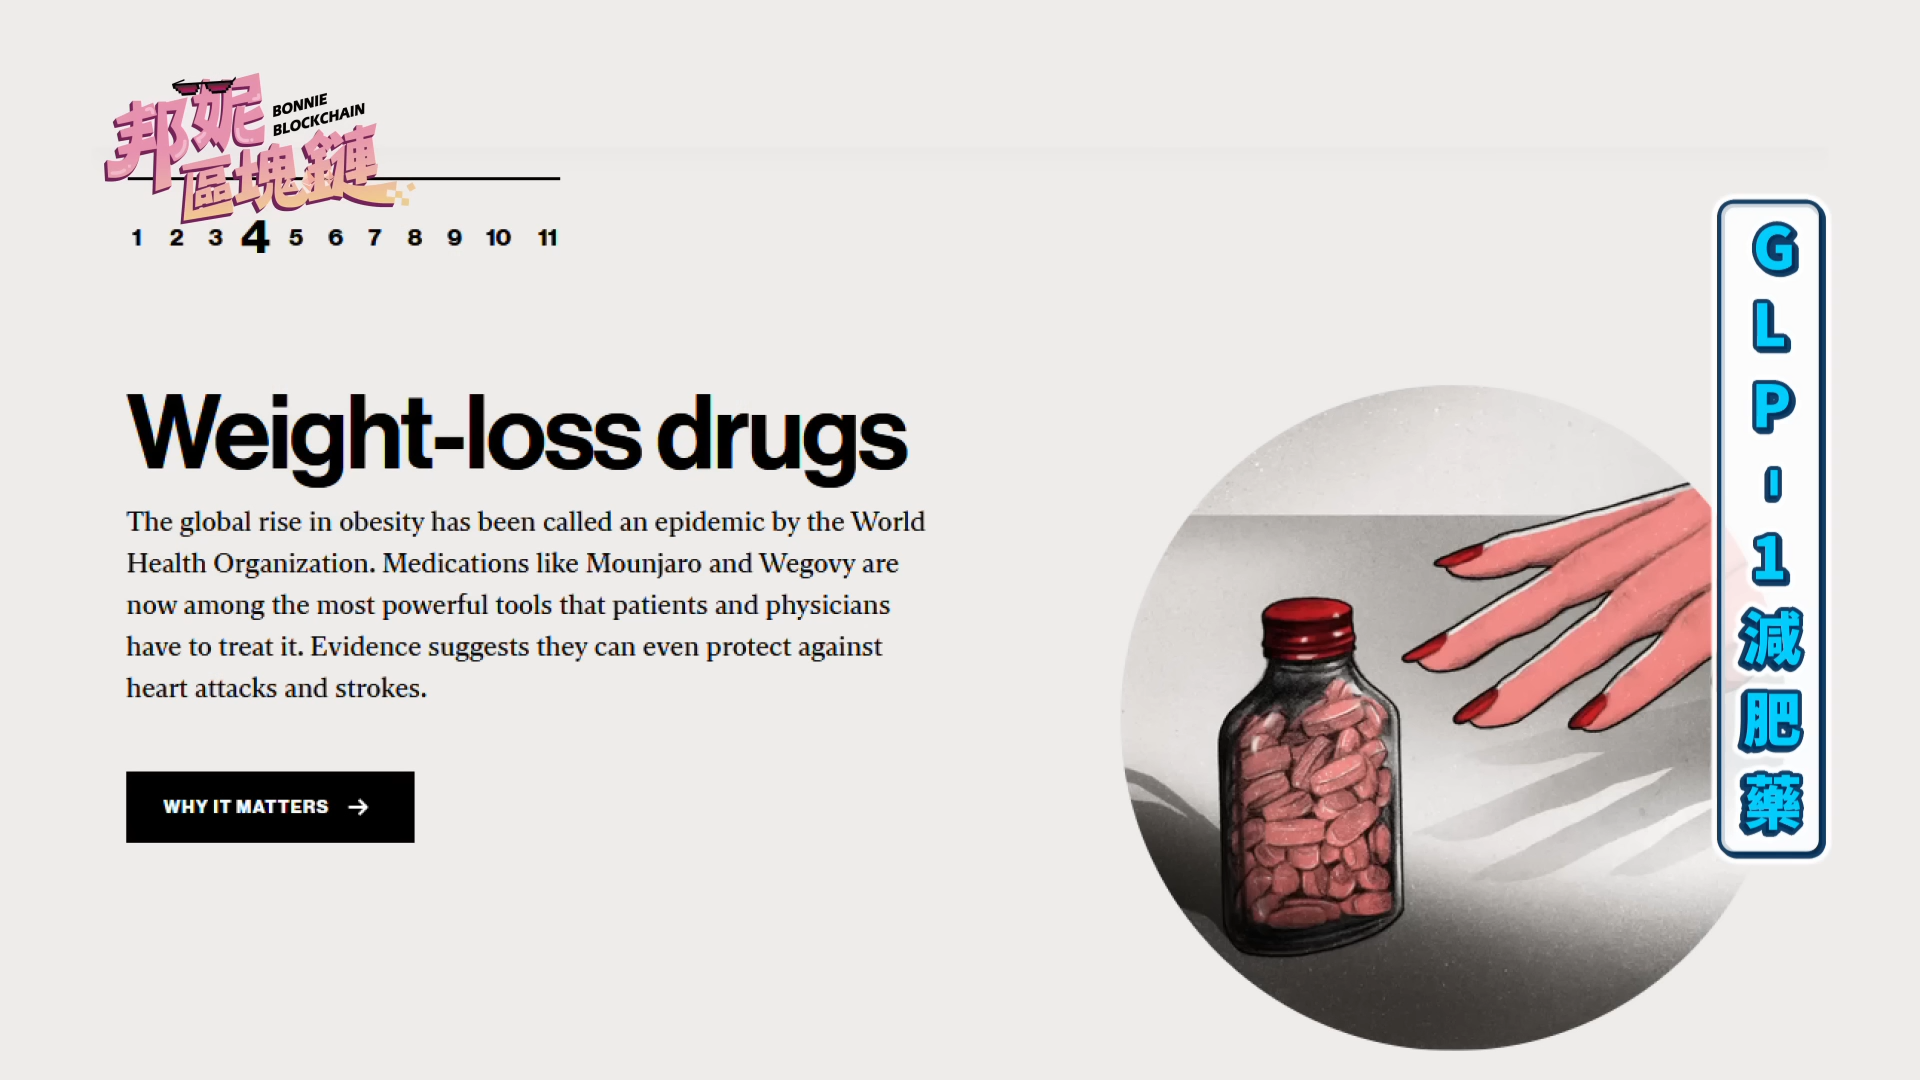 邦妮
BONNIE
BLOCKCHAIN
區塊鏈
1 2 3 4 5 6 7 8 9 10 11
Weight-loss drugs
The global rise in obesity has been called an epidemic by the World
Health Organization. Medications like Mounjaro and Wegovy are
now among the most powerful tools that patients and physicians
have to treat it. Evidence suggests they can even protect against
heart attacks and strokes.
WHY IT MATTERS →
GLP-1減肥藥